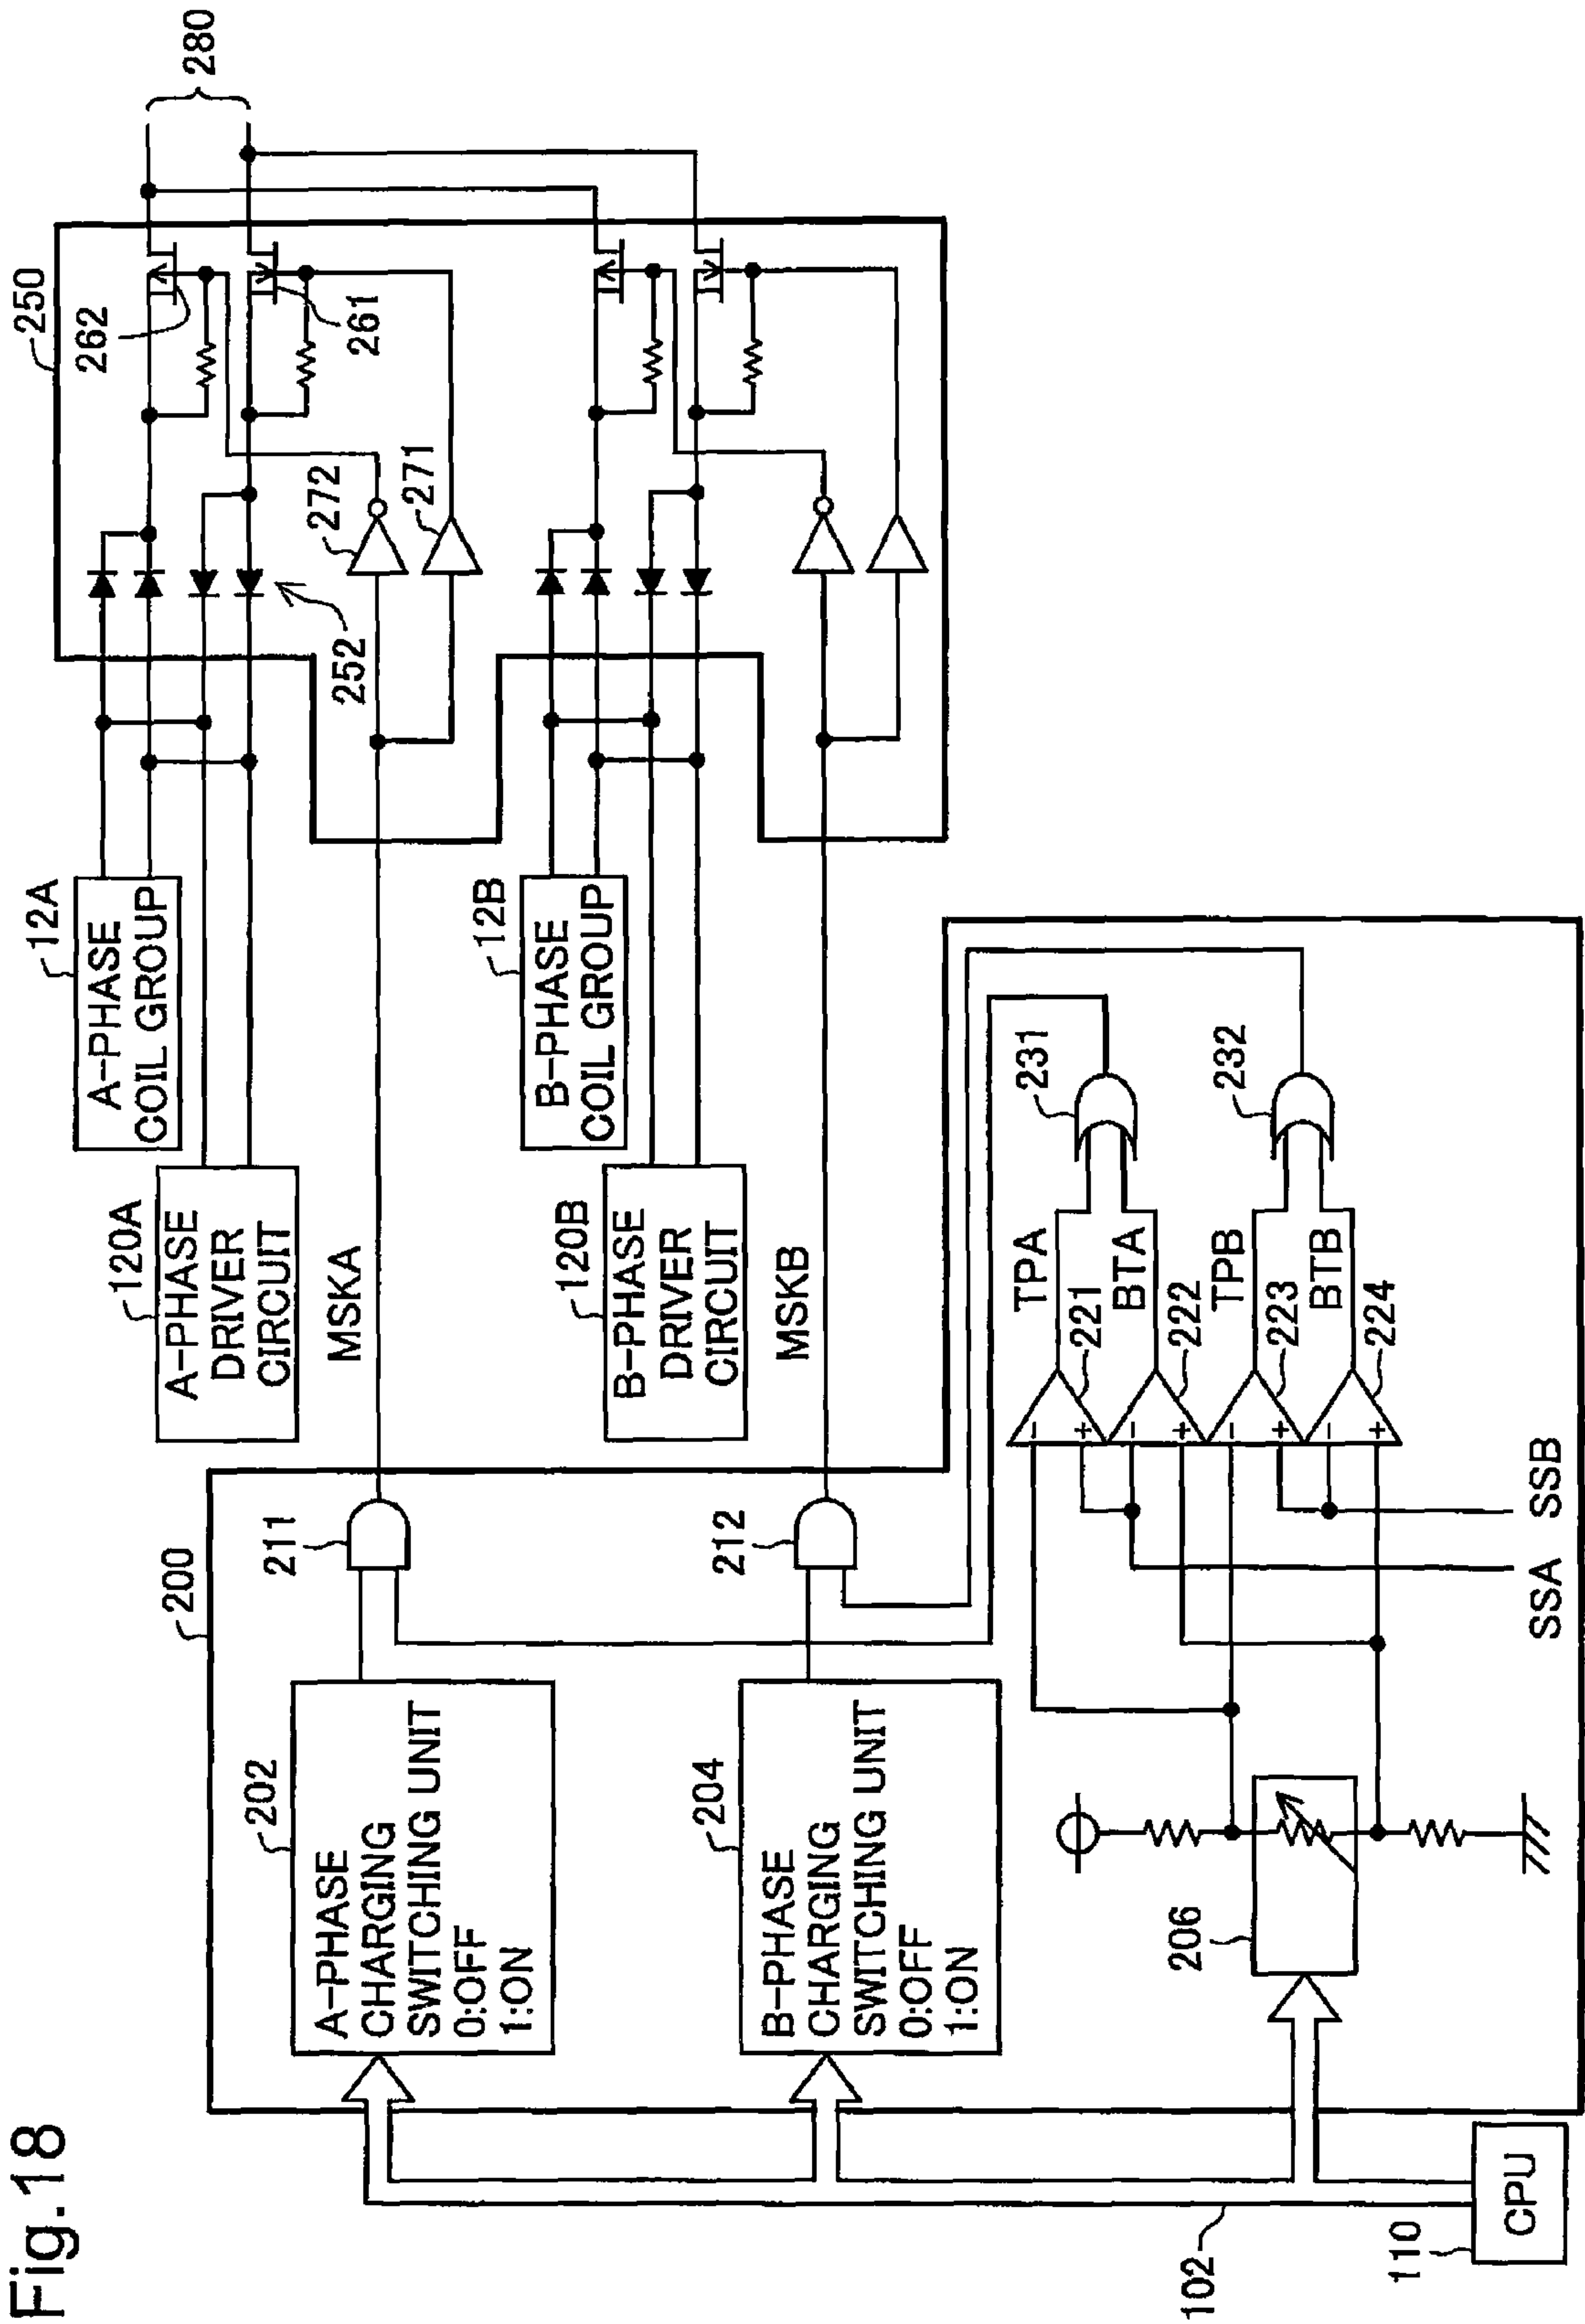 Fig.18
200
202
A-PHASE
CHARGING
SWITCHING UNIT
0:OFF
1:ON
204
B-PHASE
CHARGING
SWITCHING UNIT
0:OFF
1:ON
206
102
110
CPU
211
212
MSKA
MSKB
120A
A-PHASE
DRIVER
CIRCUIT
12A
A-PHASE
COIL GROUP
120B
B-PHASE
DRIVER
CIRCUIT
12B
B-PHASE
COIL GROUP
250
252
262
261
272
271
280
TPA
221
BTA
222
TPB
223
BTB
224
- + - + - + - +
231
232
SSA
SSB